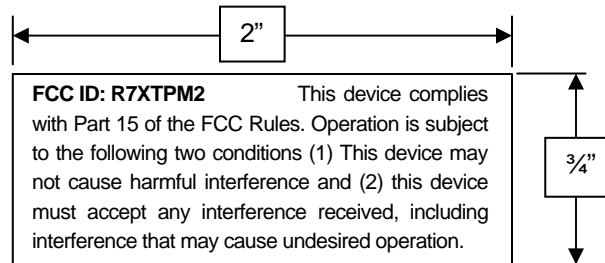 2”
FCC ID: R7XTPM2 This device complies
with Part 15 of the FCC Rules. Operation is subject
to the following two conditions (1) This device may
not cause harmful interference and (2) this device
must accept any interference received, including
interference that may cause undesired operation.
¾”